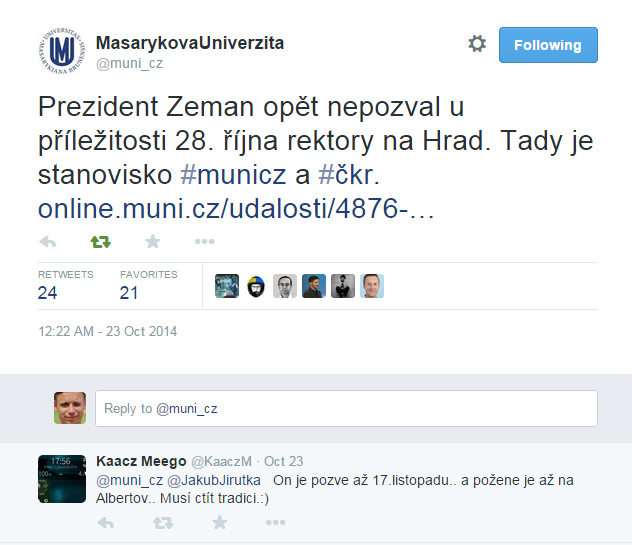 MasarykovaUniverzita
@muni_cz
Following
Prezident Zeman opět nepozval u
příležitosti 28. října rektory na Hrad. Tady je
stanovisko #municz a #čkr.
online.muni.cz/udalosti/4876-...
RETWEETS
24
FAVORITES
21
12:22 AM - 23 Oct 2014
Reply to @muni_cz
Kaacz Meego @KaaczM · Oct 23
@muni_cz @JakubJirutka On je pozve až 17.listopadu.. a požene je až na
Albertov.. Musí ctít tradici.:)
17:56